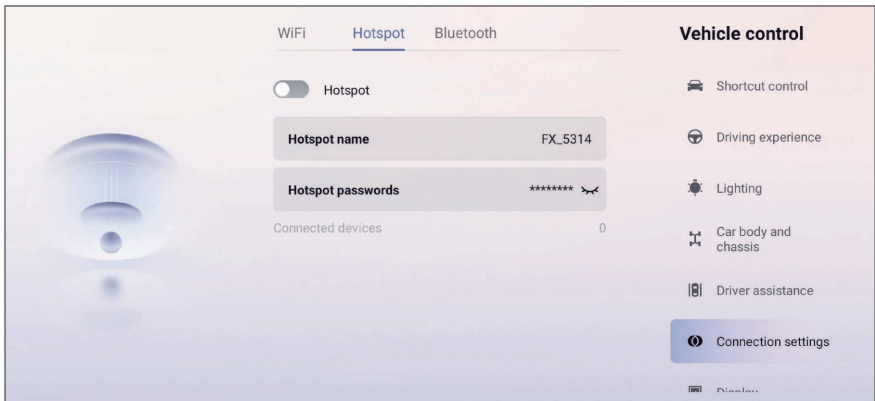 WiFi Hotspot Bluetooth
Hotspot
Hotspot name FX_5314
Hotspot passwords ********
Connected devices 0
Vehicle control
Shortcut control
Driving experience
Lighting
Car body and
chassis
Driver assistance
Connection settings
Display